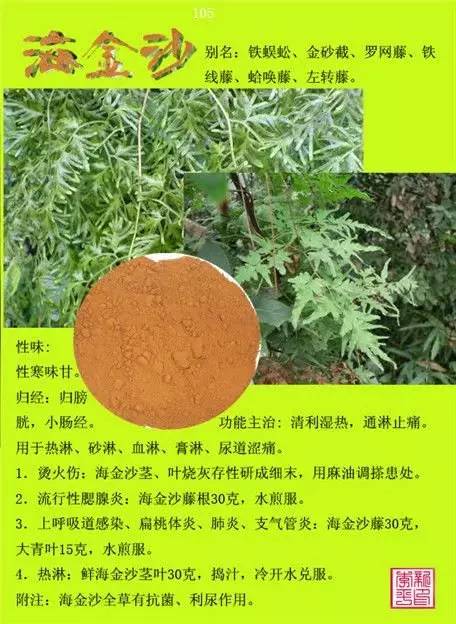 105
海金沙
别名：铁蜈蚣、金砂截、罗网藤、铁
线藤、蛤唤藤、左转藤。
性味：
性寒味甘。
归经：归膀
胱，小肠经。
功能主治：清利湿热，通淋止痛。
用于热淋、砂淋、血淋、膏淋、尿道涩痛。
1．烫火伤：海金沙茎、叶烧灰存性研成细末，用麻油调搽患处。
2．流行性腮腺炎：海金沙藤根30克，水煎服。
3．上呼吸道感染、扁桃体炎、肺炎、支气管炎：海金沙藤30克，
大青叶15克，水煎服。
4．热淋：鲜海金沙茎叶30克，捣汁，冷开水兑服。
附注：海金沙全草有抗菌、利尿作用。